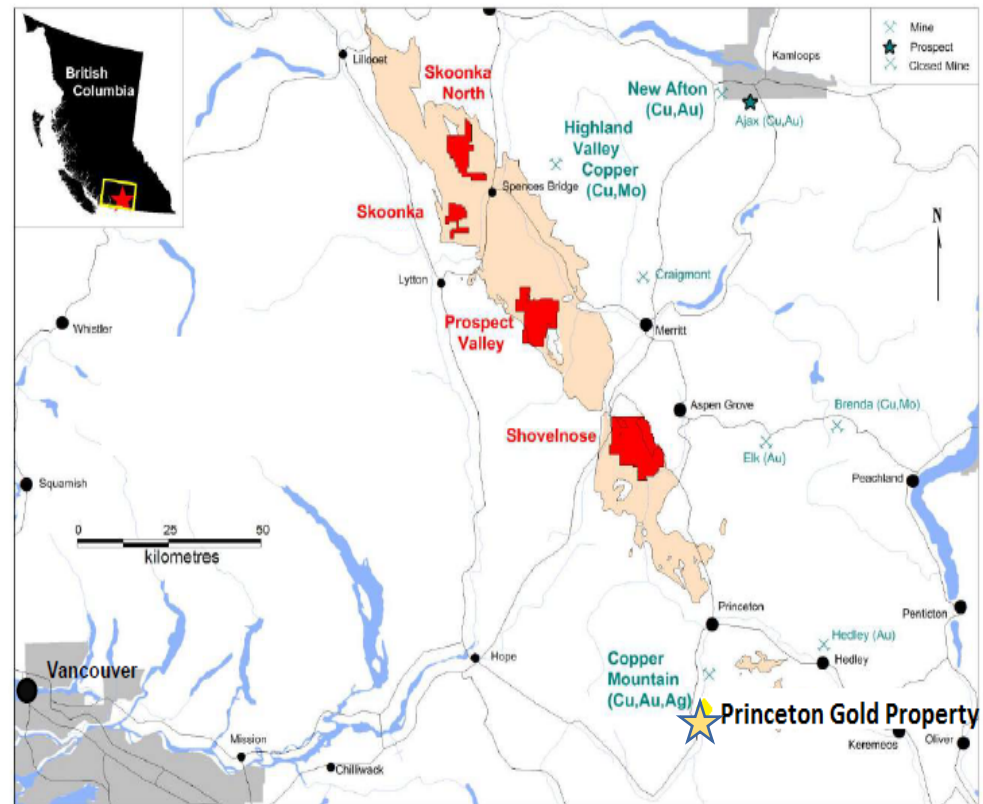 British
Columbia
Mine
Prospect
Closed Mine
Lillooet
Kamloops
Skoonka
North
New Afton
(Cu,Au)
Ajax (Cu,Au)
Highland
Valley
Copper
(Cu,Mo)
Spences Bridge
Skoonka
N
Lytton
Craigmont
Prospect
Valley
Merritt
Whistler
Aspen Grove
Brenda (Cu,Mo)
Shovelnose
Elk (Au)
Peachland
Squamish
0 25 50
kilometres
Princeton
Penticton
Hedley (Au)
Hope
Hedley
Vancouver
Copper
Mountain
(Cu,Au,Ag)
Princeton Gold Property
Mission
Keremeos
Oliver
Chilliwack